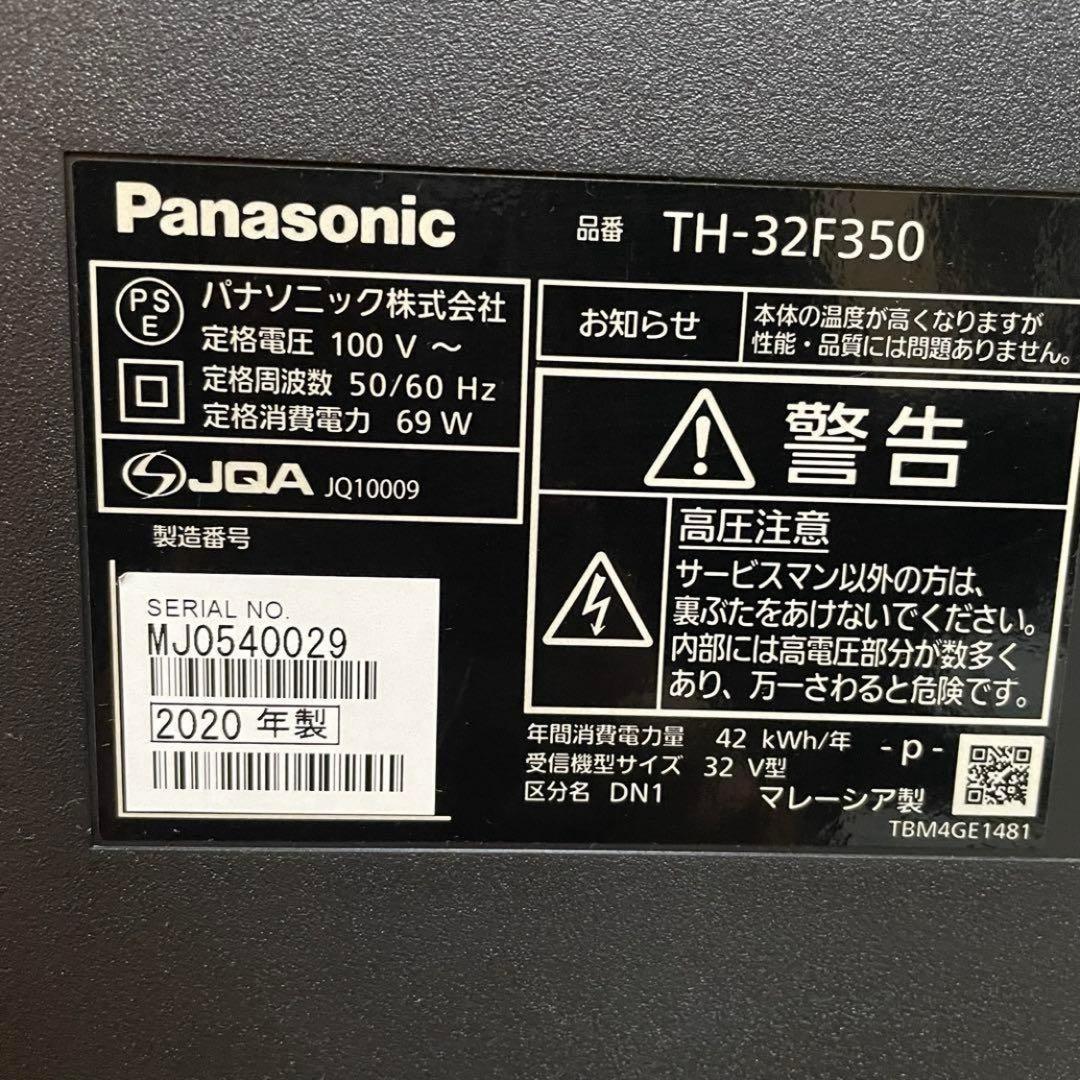 Panasonic
品番 TH-32F350
PS
E
パナソニック株式会社
定格電圧 100 V ～
定格周波数 50/60 Hz
定格消費電力 69 W
JQA JQ10009
製造番号
SERIAL NO.
MJ0540029
2020 年製
お知らせ
本体の温度が高くなりますが
性能・品質には問題ありません。
警告
高圧注意
サービスマン以外の方は、
裏ぶたをあけないでください。
内部には高電圧部分が数多く
あり、万一さわると危険です。
年間消費電力量 42 kWh/年 - p -
受信機型サイズ 32 V型
区分名 DN1 マレーシア製
TBM4GE1481